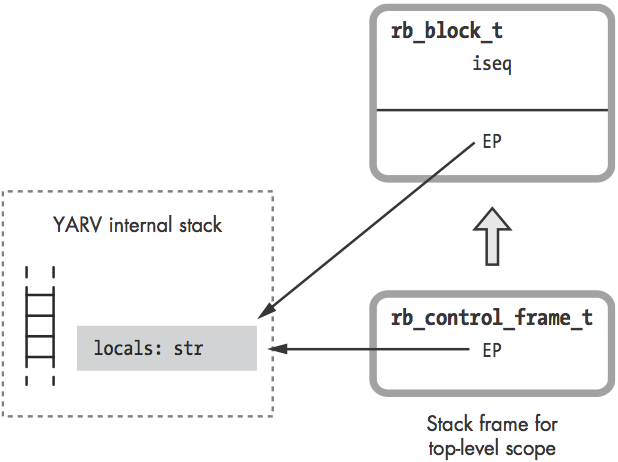 rb_block_t
iseq
EP
YARV internal stack
locals: str
rb_control_frame_t
EP
Stack frame for
top-level scope